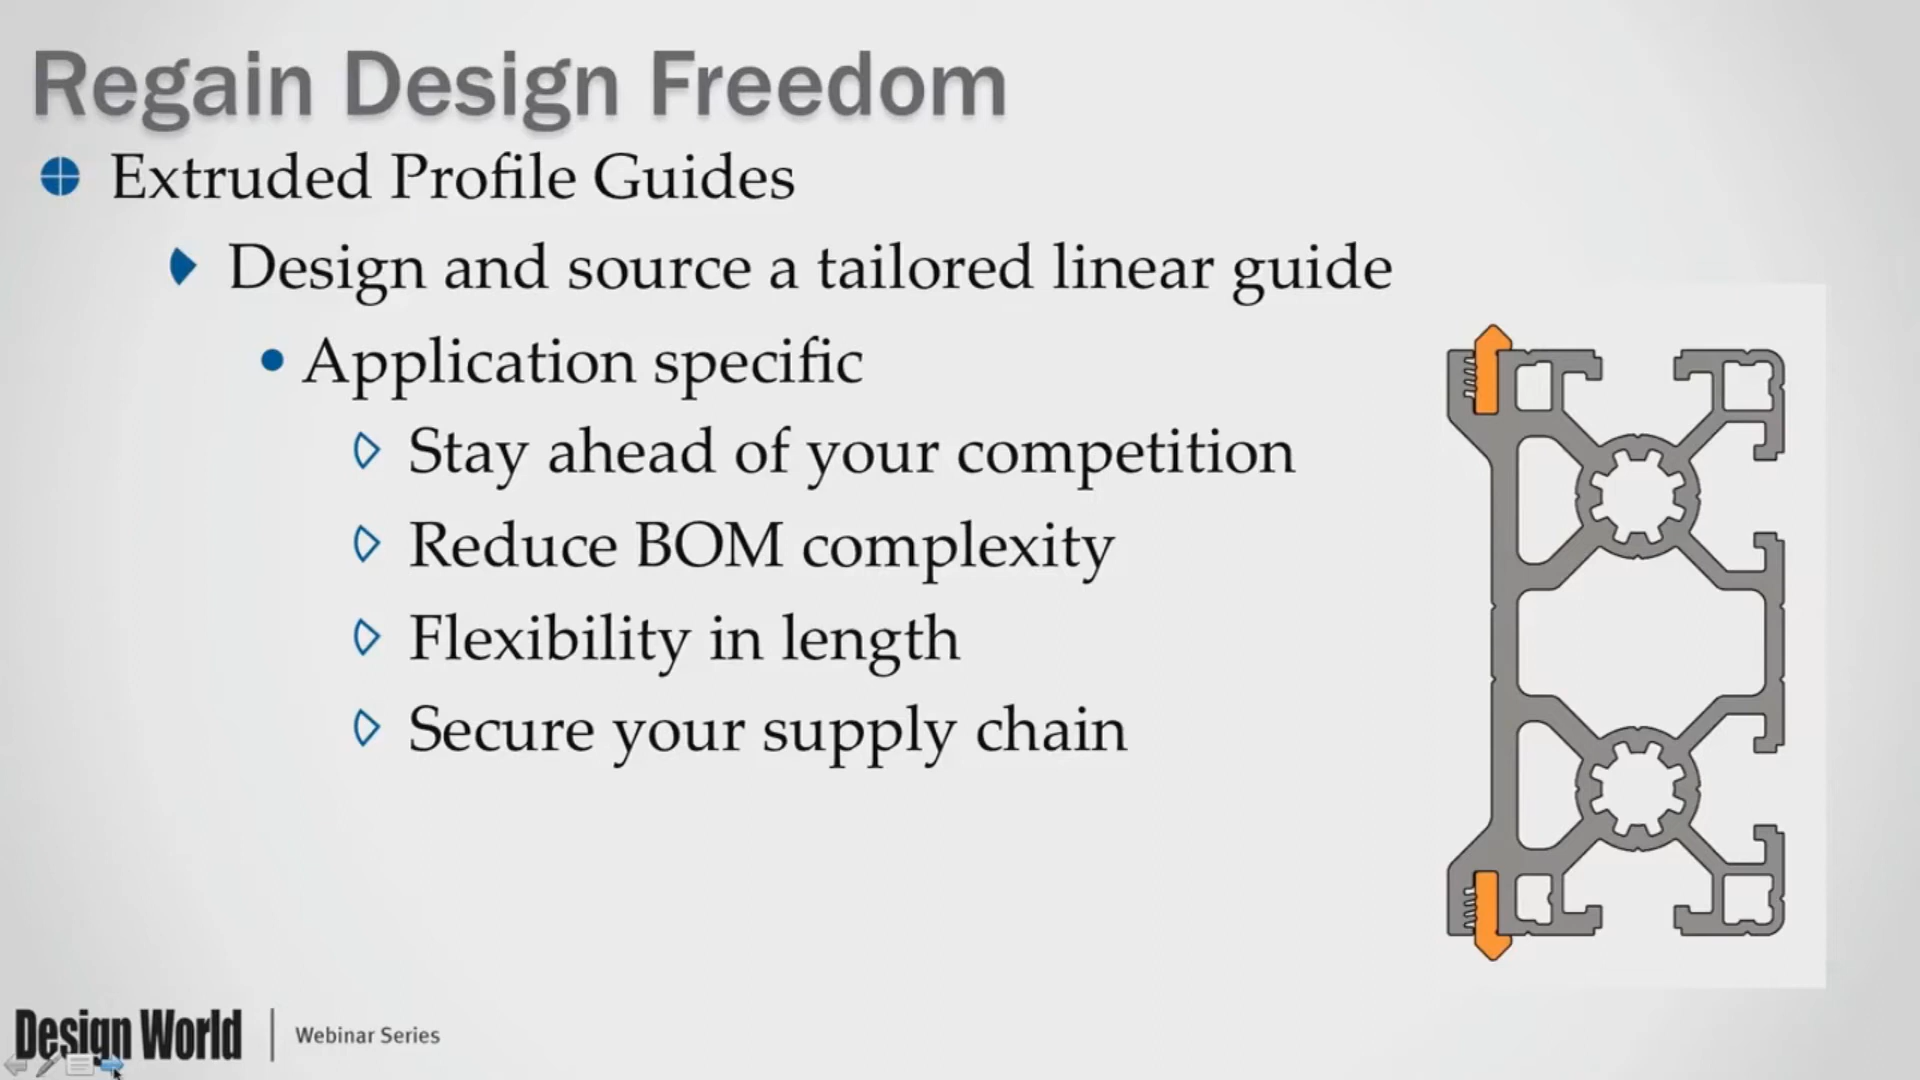 Regain Design Freedom
Extruded Profile Guides
Design and source a tailored linear guide
Application specific
Stay ahead of your competition
Reduce BOM complexity
Flexibility in length
Secure your supply chain
Design World
Webinar Series